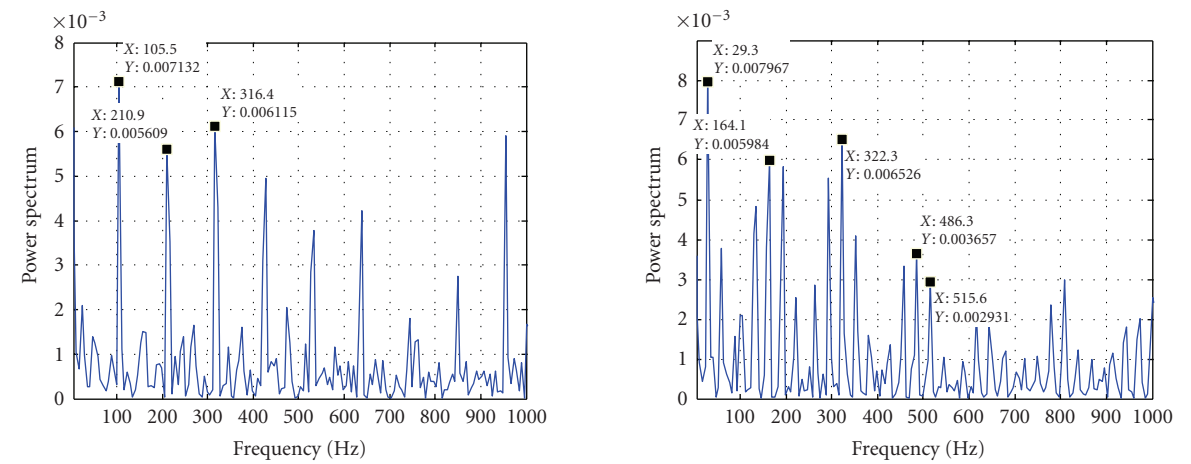 ×10⁻³
8
7
6
5
4
3
2
1
0
Power spectrum
X: 105.5
Y: 0.007132
X: 210.9
Y: 0.005609
X: 316.4
Y: 0.006115
100 200 300 400 500 600 700 800 900 1000
Frequency (Hz)
×10⁻³
8
7
6
5
4
3
2
1
0
Power spectrum
X: 29.3
Y: 0.007967
X: 164.1
Y: 0.005984
X: 322.3
Y: 0.006526
X: 486.3
Y: 0.003657
X: 515.6
Y: 0.002931
100 200 300 400 500 600 700 800 900 1000
Frequency (Hz)